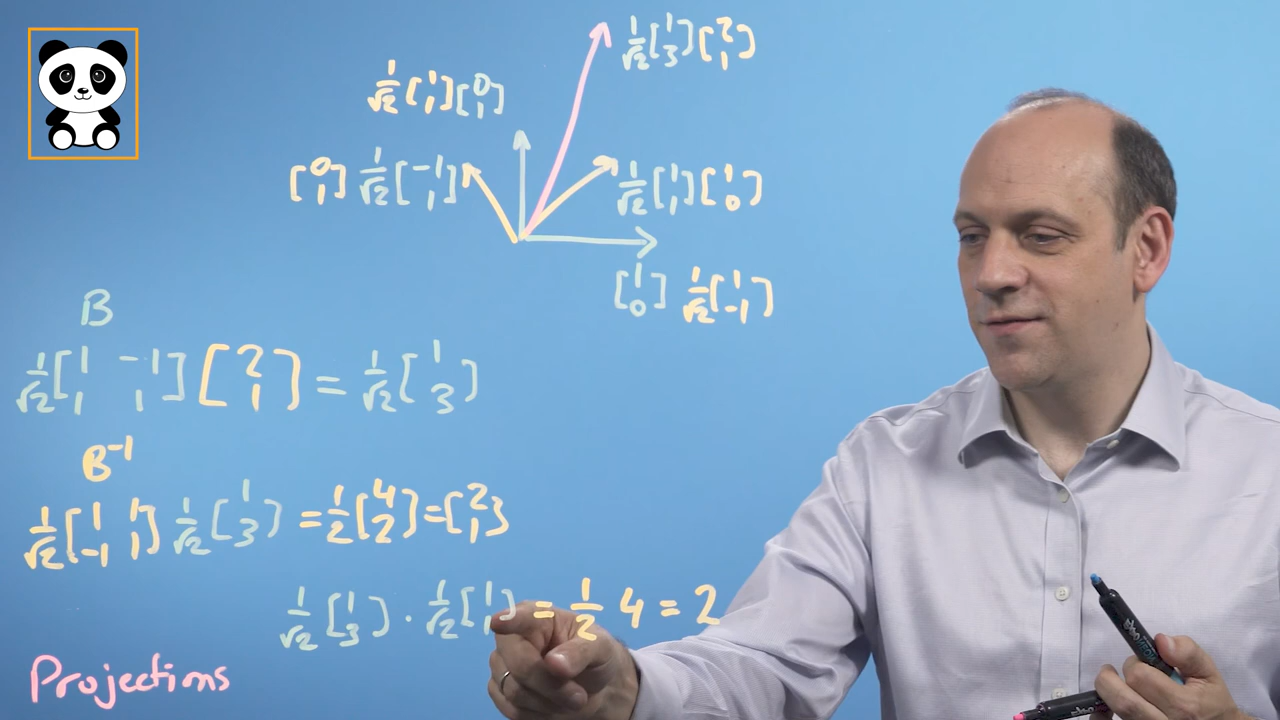 1/√2 [1 3] [2 1]
1/√2 [1 1] [0 1]
[0 1] 1/√2 [-1 1]
1/√2 [1 1] [1 0]
[1 0] 1/√2 [1 -1]
B
1/√2 [1 -1 1 1] [2 1] = 1/√2 [1 3]
B⁻¹
1/√2 [1 1 -1 1] 1/√2 [1 3] = 1/2 [4 2] = [2 1]
1/√2 [1 3] · 1/√2 [1 1] = 1/2 4 = 2
Projections